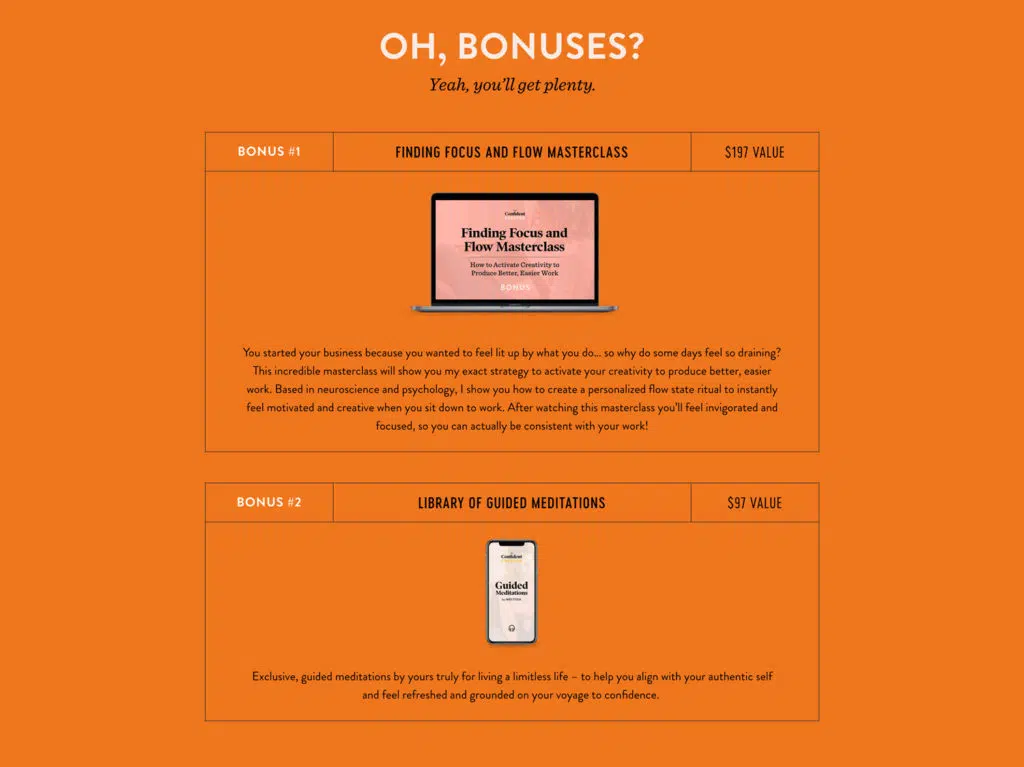 OH, BONUSES?
Yeah, you'll get plenty.
BONUS #1
FINDING FOCUS AND FLOW MASTERCLASS
$197 VALUE
Confident
Finding Focus and
Flow Masterclass
How to Activate Creativity to
Produce Better, Easier Work
BONUS
You started your business because you wanted to feel lit up by what you do... so why do some days feel so draining?
This incredible masterclass will show you my exact strategy to activate your creativity to produce better, easier
work. Based in neuroscience and psychology, I show you how to create a personalized flow state ritual to instantly
feel motivated and creative when you sit down to work. After watching this masterclass you'll feel invigorated and
focused, so you can actually be consistent with your work!
BONUS #2
LIBRARY OF GUIDED MEDITATIONS
$97 VALUE
Confident
Guided
Meditations
Exclusive, guided meditations by yours truly for living a limitless life – to help you align with your authentic self
and feel refreshed and grounded on your voyage to confidence.